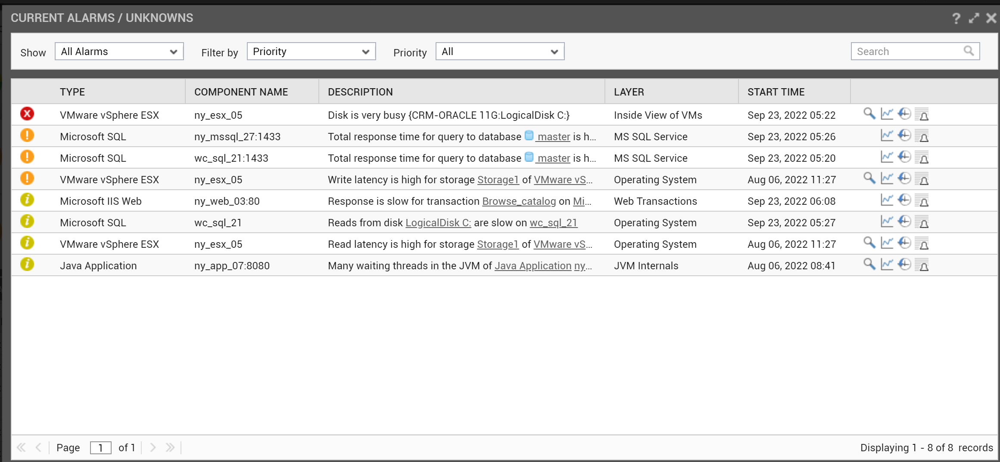 CURRENT ALARMS / UNKNOWNS
Show All Alarms Filter by Priority Priority All Search
TYPE COMPONENT NAME DESCRIPTION LAYER START TIME
VMware vSphere ESX ny_esx_05 Disk is very busy {CRM-ORACLE 11G:LogicalDisk C:} Inside View of VMs Sep 23, 2022 05:22
Microsoft SQL ny_mssql_27:1433 Total response time for query to database master is h... MS SQL Service Sep 23, 2022 05:26
Microsoft SQL wc_sql_21:1433 Total response time for query to database master is h... MS SQL Service Sep 23, 2022 05:20
VMware vSphere ESX ny_esx_05 Write latency is high for storage Storage1 of VMware vS... Operating System Aug 06, 2022 11:27
Microsoft IIS Web ny_web_03:80 Response is slow for transaction Browse_catalog on Mi... Web Transactions Sep 23, 2022 06:08
Microsoft SQL wc_sql_21 Reads from disk LogicalDisk C: are slow on wc_sql_21 Operating System Sep 23, 2022 05:27
VMware vSphere ESX ny_esx_05 Read latency is high for storage Storage1 of VMware vS... Operating System Aug 06, 2022 11:27
Java Application ny_app_07:8080 Many waiting threads in the JVM of Java Application ny... JVM Internals Aug 06, 2022 08:41
Page 1 of 1 Displaying 1 - 8 of 8 records